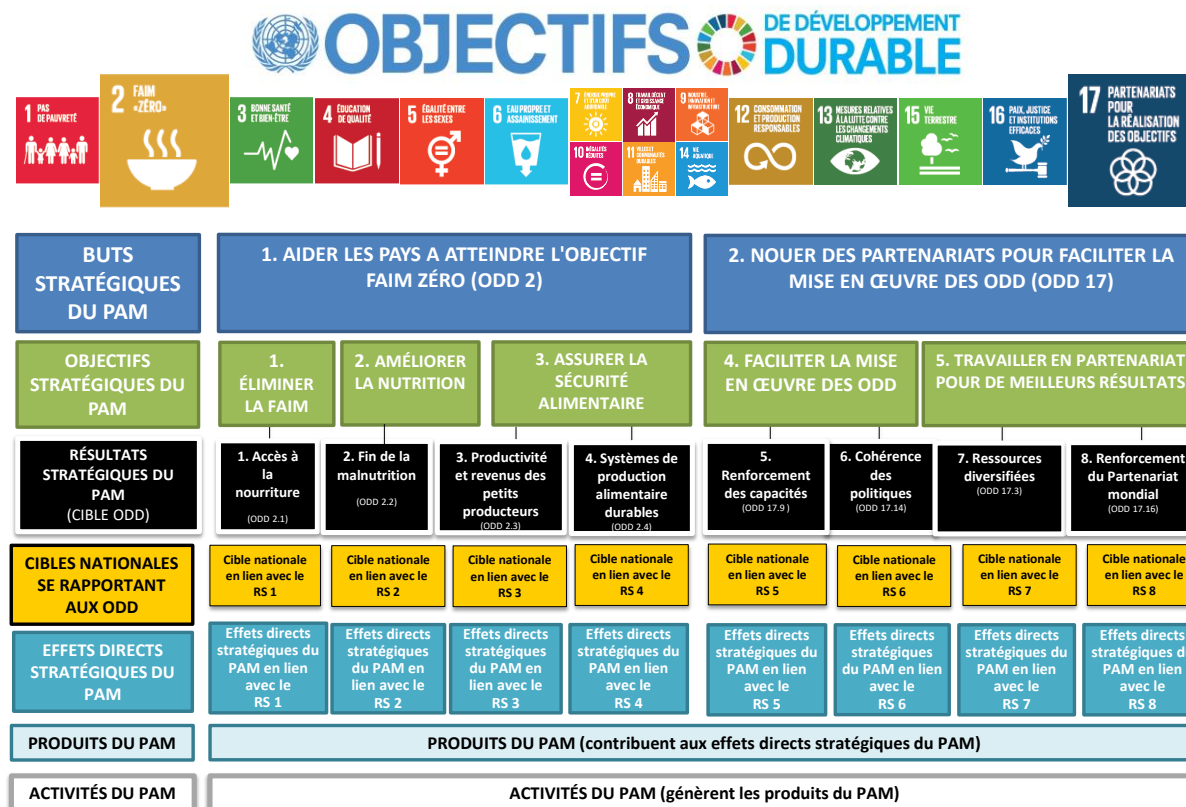 OBJECTIFS
DE DÉVELOPPEMENT
DURABLE
1 PAS
DE PAUVRETÉ
2 FAIM
«ZÉRO»
3 BONNE SANTÉ
ET BIEN-ÊTRE
4 ÉDUCATION
DE QUALITÉ
5 ÉGALITÉ ENTRE
LES SEXES
6 EAU PROPRE ET
ASSAINISSEMENT
7 ÉNERGIE PROPRE
ET D'UN COÛT
ABORDABLE
8 TRAVAIL DÉCENT
ET CROISSANCE
ÉCONOMIQUE
9 INDUSTRIE,
INNOVATION ET
INFRASTRUCTURE
10 INÉGALITÉS
RÉDUITES
11 VILLES ET
COMMUNAUTÉS
DURABLES
14 VIE
AQUATIQUE
12 CONSOMMATION
ET PRODUCTION
RESPONSABLES
13 MESURES RELATIVES
À LA LUTTE CONTRE
LES CHANGEMENTS
CLIMATIQUES
15 VIE
TERRESTRE
16 PAIX, JUSTICE
ET INSTITUTIONS
EFFICACES
17 PARTENARIATS
POUR
LA RÉALISATION
DES OBJECTIFS
BUTS
STRATÉGIQUES
DU PAM
1. AIDER LES PAYS A ATTEINDRE L'OBJECTIF
FAIM ZÉRO (ODD 2)
2. NOUER DES PARTENARIATS POUR FACILITER LA
MISE EN ŒUVRE DES ODD (ODD 17)
OBJECTIFS
STRATÉGIQUES DU
PAM
1.
ÉLIMINER
LA FAIM
2. AMÉLIORER
LA NUTRITION
3. ASSURER LA
SÉCURITÉ
ALIMENTAIRE
4. FACILITER LA MISE
EN ŒUVRE DES ODD
5. TRAVAILLER EN PARTENARIAT
POUR DE MEILLEURS RÉSULTATS
RÉSULTATS
STRATÉGIQUES DU
PAM
(CIBLE ODD)
1. Accès à
la
nourriture
(ODD 2.1)
2. Fin de la
malnutrition
(ODD 2.2)
3. Productivité
et revenus des
petits
producteurs
(ODD 2.3)
4. Systèmes de
production
alimentaire
durables
(ODD 2.4)
5.
Renforcement
des capacités
(ODD 17.9 )
6. Cohérence
des
politiques
(ODD 17.14)
7. Ressources
diversifiées
(ODD 17.3)
8. Renforcement
du Partenariat
mondial
(ODD 17.16)
CIBLES NATIONALES
SE RAPPORTANT
AUX ODD
Cible nationale
en lien avec le
RS 1
Cible nationale
en lien avec le
RS 2
Cible nationale
en lien avec le
RS 3
Cible nationale
en lien avec le
RS 4
Cible nationale
en lien avec le
RS 5
Cible nationale
en lien avec le
RS 6
Cible nationale
en lien avec le
RS 7
Cible nationale
en lien avec le
RS 8
EFFETS DIRECTS
STRATÉGIQUES DU
PAM
Effets directs
stratégiques du
PAM en lien
avec le
RS 1
Effets directs
stratégiques
du PAM en
lien avec le
RS 2
Effets directs
stratégiques
du PAM en
lien avec le
RS 3
Effets directs
stratégiques du
PAM en lien
avec le
RS 4
Effets directs
stratégiques du
PAM en lien
avec le
RS 5
Effets directs
stratégiques
du PAM en lien
avec le
RS 6
Effets directs
stratégiques du
PAM en lien
avec le
RS 7
Effets directs
stratégiques
PAM en lien
avec le
RS 8
PRODUITS DU PAM
PRODUITS DU PAM (contribuent aux effets directs stratégiques du PAM)
ACTIVITÉS DU PAM
ACTIVITÉS DU PAM (génèrent les produits du PAM)